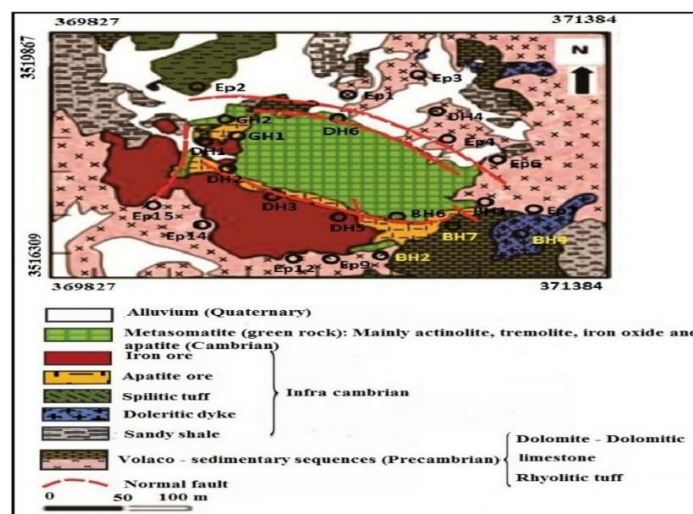 369827 371384
3519867
N
Ep2 Ep3
Ep1
GH2 DH4
GH1 DH6 Ep4
DH1 Ep6
DH2
DH3
Ep15 BH6
Ep14 DH5 BH7 BH9
Ep12 Ep9 BH2
3516309
369827 371384
Alluvium (Quaternary)
Metasomatite (green rock): Mainly actinolite, tremolite, iron oxide and
apatite (Cambrian)
Iron ore
Apatite ore
Spilitic tuff
Infra cambrian
Doleritic dyke
Sandy shale
Volaco - sedimentary sequences (Precambrian)
Dolomite - Dolomitic
limestone
Rhyolitic tuff
Normal fault
0 50 100 m